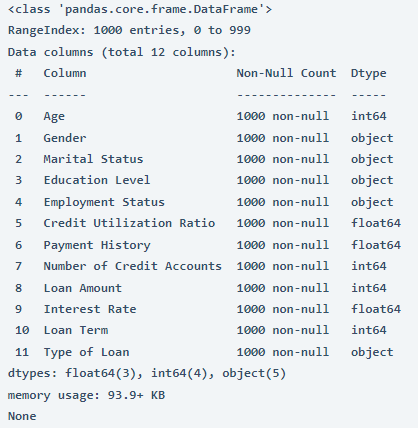 <class 'pandas.core.frame.DataFrame'>
RangeIndex: 1000 entries, 0 to 999
Data columns (total 12 columns):
 #   Column                     Non-Null Count  Dtype
---  ------                     --------------  -----
 0   Age                        1000 non-null   int64
 1   Gender                     1000 non-null   object
 2   Marital Status             1000 non-null   object
 3   Education Level            1000 non-null   object
 4   Employment Status          1000 non-null   object
 5   Credit Utilization Ratio   1000 non-null   float64
 6   Payment History            1000 non-null   float64
 7   Number of Credit Accounts  1000 non-null   int64
 8   Loan Amount                1000 non-null   int64
 9   Interest Rate              1000 non-null   float64
 10  Loan Term                  1000 non-null   int64
 11  Type of Loan               1000 non-null   object
dtypes: float64(3), int64(4), object(5)
memory usage: 93.9+ KB
None